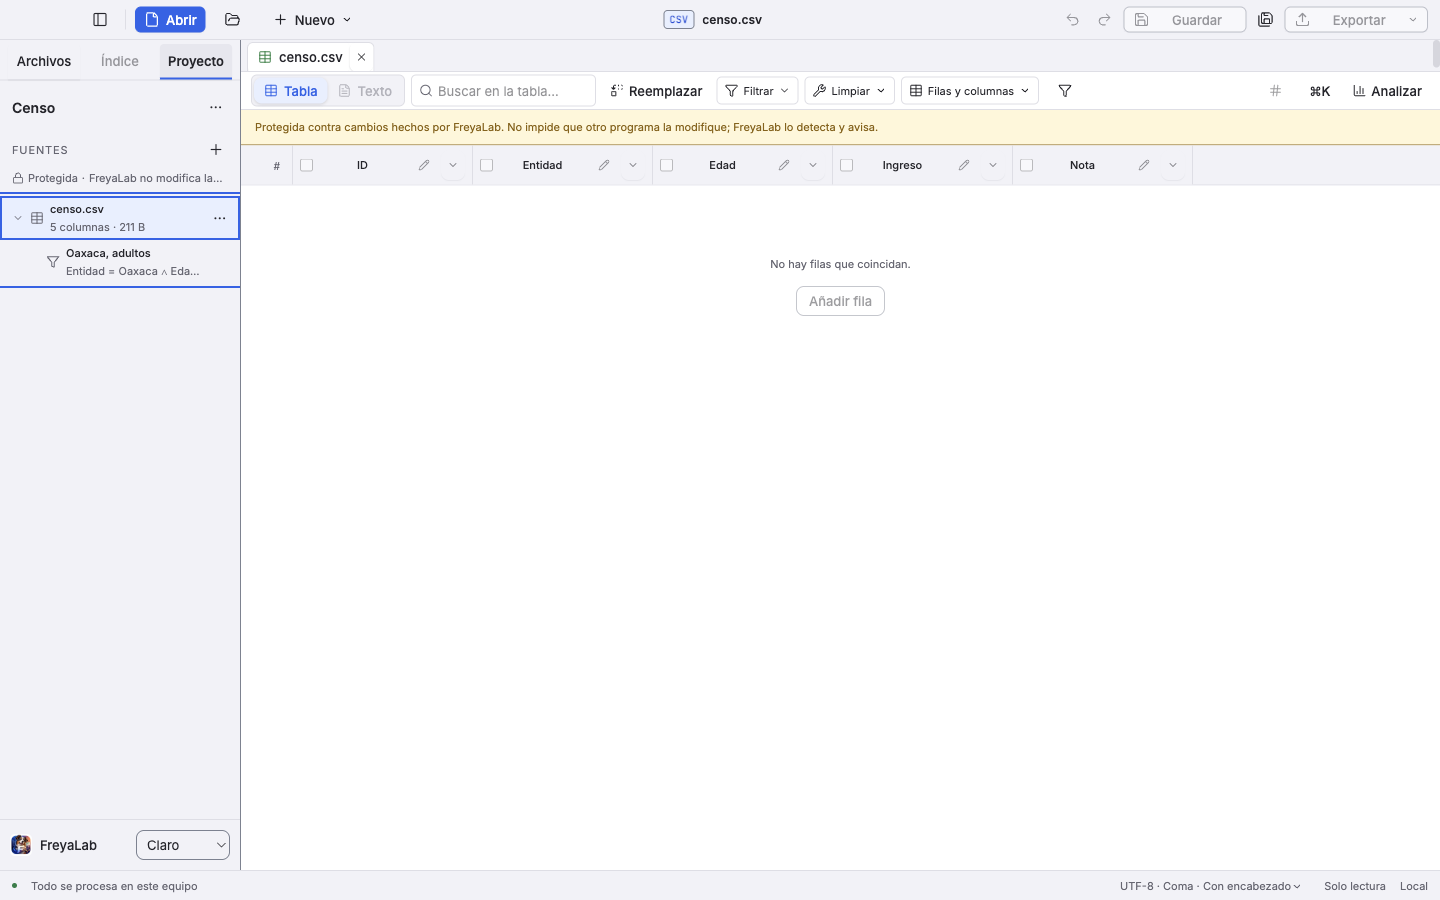 Abrir
Nuevo
CSV censo.csv
Guardar
Exportar
Archivos Índice Proyecto
censo.csv
Tabla Texto Buscar en la tabla... Reemplazar Filtrar Limpiar Filas y columnas # ⌘K Analizar
Censo
Protegida contra cambios hechos por FreyaLab. No impide que otro programa la modifique; FreyaLab lo detecta y avisa.
FUENTES
# ID Entidad Edad Ingreso Nota
Protegida · FreyaLab no modifica la...
censo.csv
5 columnas · 211 B
Oaxaca, adultos
Entidad = Oaxaca ∧ Eda...
No hay filas que coincidan.
Añadir fila
FreyaLab Claro
Todo se procesa en este equipo
UTF-8 · Coma · Con encabezado Solo lectura Local